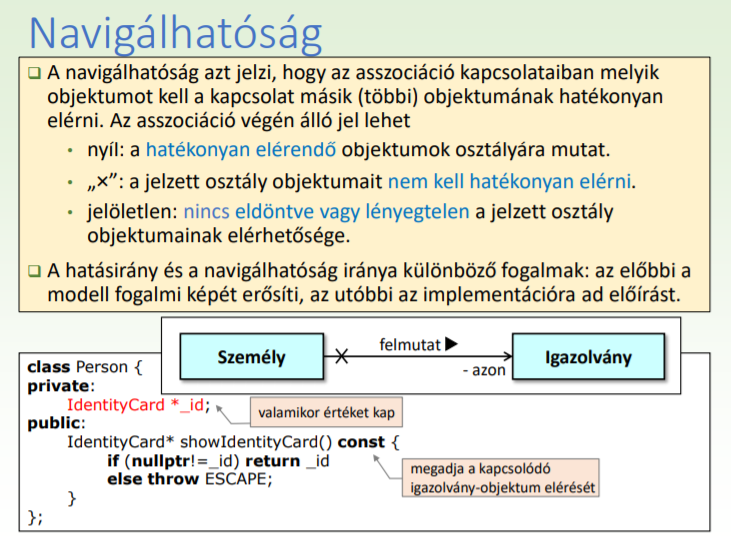 Navigálhatóság
❑ A navigálhatóság azt jelzi, hogy az asszociáció kapcsolataiban melyik
objektumot kell a kapcsolat másik (többi) objektumának hatékonyan
elérni. Az asszociáció végén álló jel lehet
• nyíl: a hatékonyan elérendő objektumok osztályára mutat.
• „×”: a jelzett osztály objektumait nem kell hatékonyan elérni.
• jelöletlen: nincs eldöntve vagy lényegtelen a jelzett osztály
objektumainak elérhetősége.
❑ A hatásirány és a navigálhatóság iránya különböző fogalmak: az előbbi a
modell fogalmi képét erősíti, az utóbbi az implementációra ad előírást.
Személy
felmutat ▶
- azon
Igazolvány
class Person {
private:
IdentityCard *_id;
valamikor értéket kap
public:
IdentityCard* showIdentityCard() const {
if (nullptr!=_id) return _id
else throw ESCAPE;
megadja a kapcsolódó
igazolvány-objektum elérését
}
};